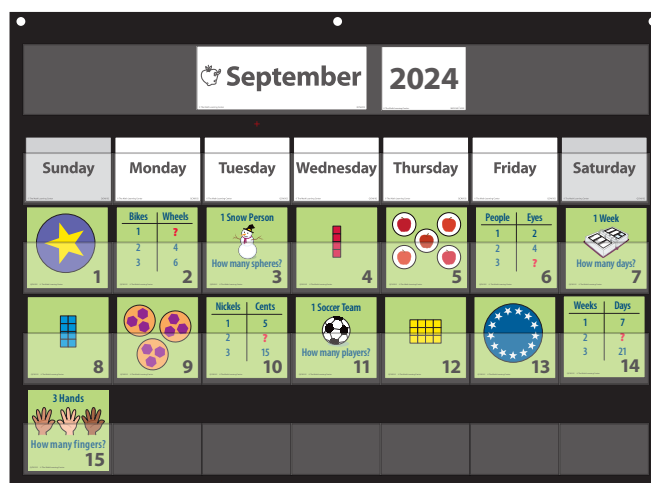 September 2024
Sunday Monday Tuesday Wednesday Thursday Friday Saturday
1
Bikes Wheels
1 ?
2 4
3 6
2
1 Snow Person
How many spheres?
3
4
5
People Eyes
1 2
2 4
3 ?
6
1 Week
How many days?
7
8
9
Nickels Cents
1 5
2 ?
3 15
10
1 Soccer Team
How many players?
11
12
13
Weeks Days
1 7
2 ?
3 21
14
3 Hands
How many fingers?
15